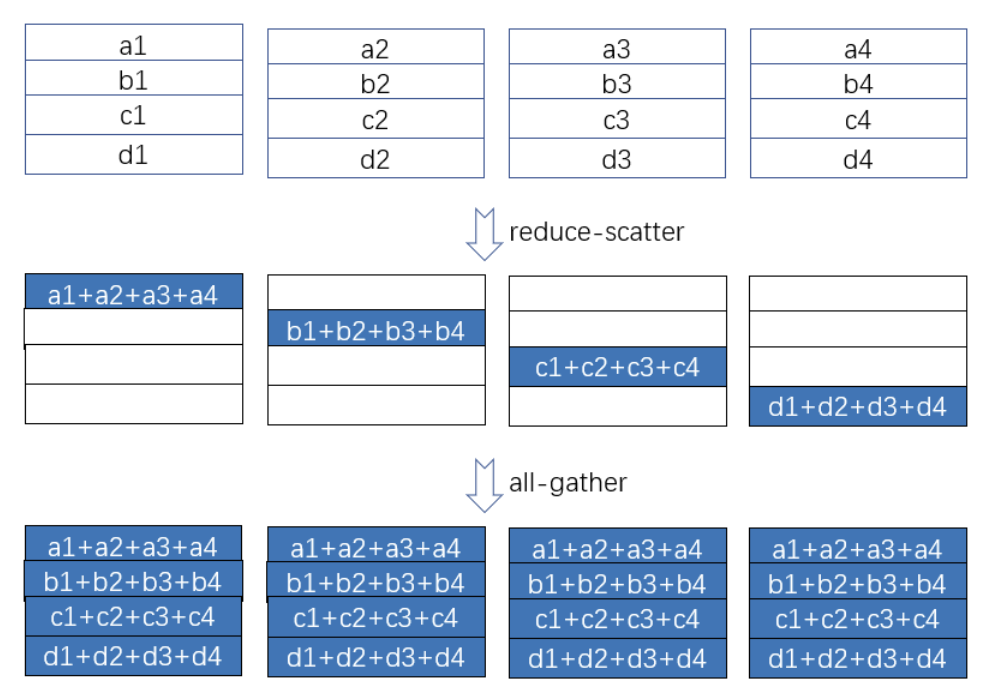 a1 a2 a3 a4
b1 b2 b3 b4
c1 c2 c3 c4
d1 d2 d3 d4
reduce-scatter
a1+a2+a3+a4
b1+b2+b3+b4
c1+c2+c3+c4
d1+d2+d3+d4
all-gather
a1+a2+a3+a4 a1+a2+a3+a4 a1+a2+a3+a4 a1+a2+a3+a4
b1+b2+b3+b4 b1+b2+b3+b4 b1+b2+b3+b4 b1+b2+b3+b4
c1+c2+c3+c4 c1+c2+c3+c4 c1+c2+c3+c4 c1+c2+c3+c4
d1+d2+d3+d4 d1+d2+d3+d4 d1+d2+d3+d4 d1+d2+d3+d4